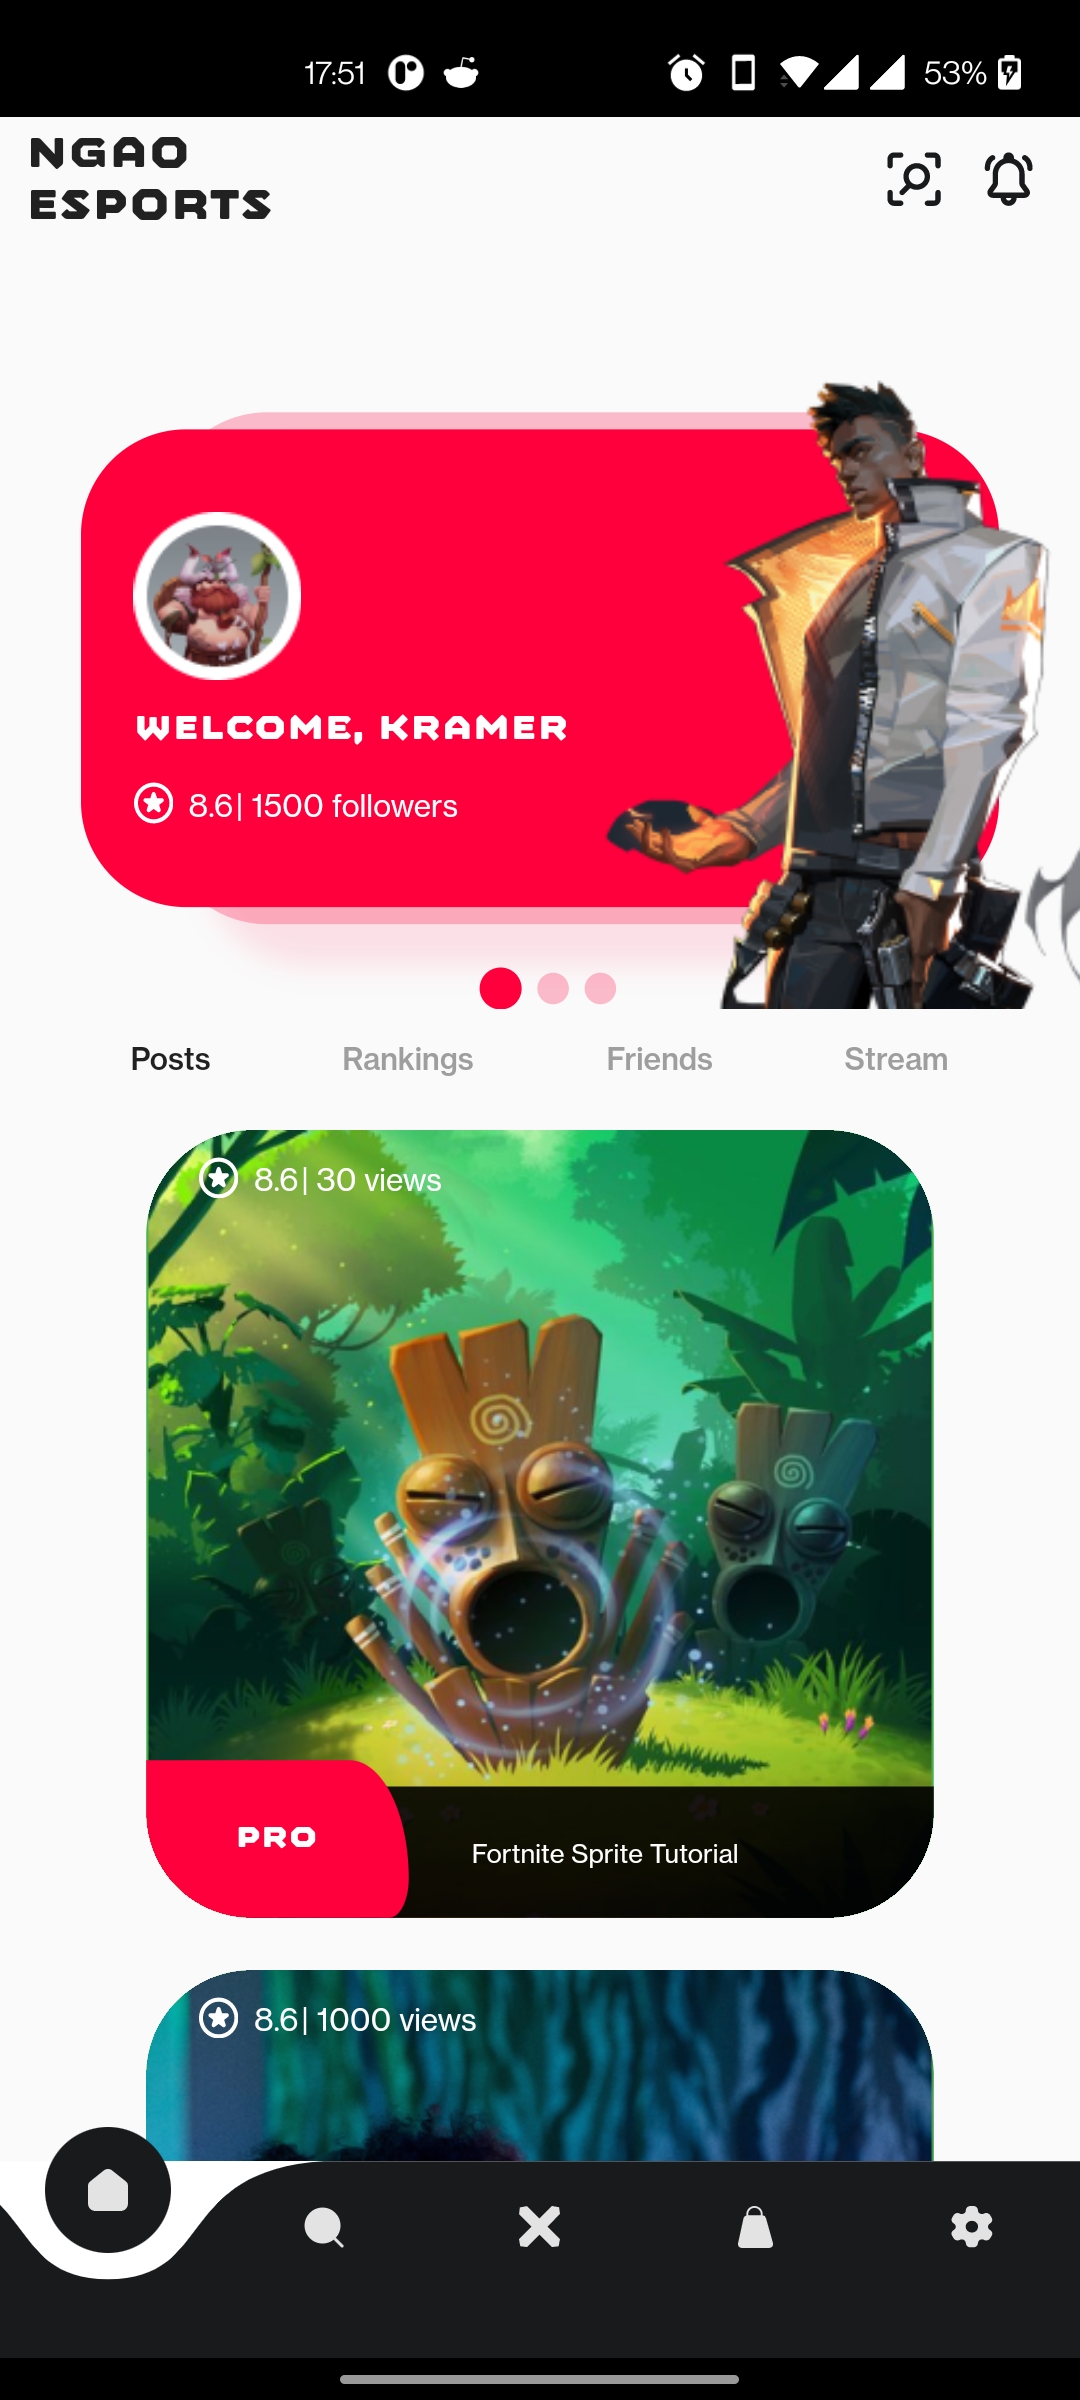 17:51
53%
NGAO
ESPORTS
WELCOME, KRAMER
8.6| 1500 followers
Posts Rankings Friends Stream
8.6| 30 views
PRO
Fortnite Sprite Tutorial
8.6| 1000 views